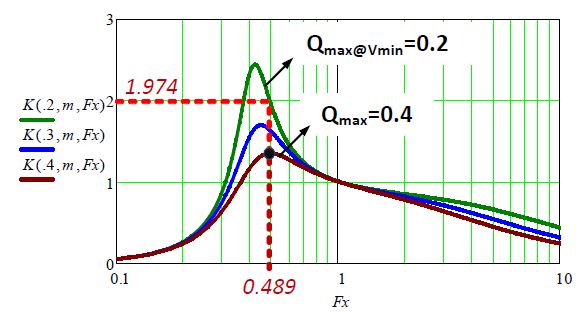 3
Qmax@Vmin=0.2
1.974
2
K(.2,m,Fx)
Qmax=0.4
K(.3,m,Fx)
K(.4,m,Fx)
1
0
0.1
0.489
1
10
Fx